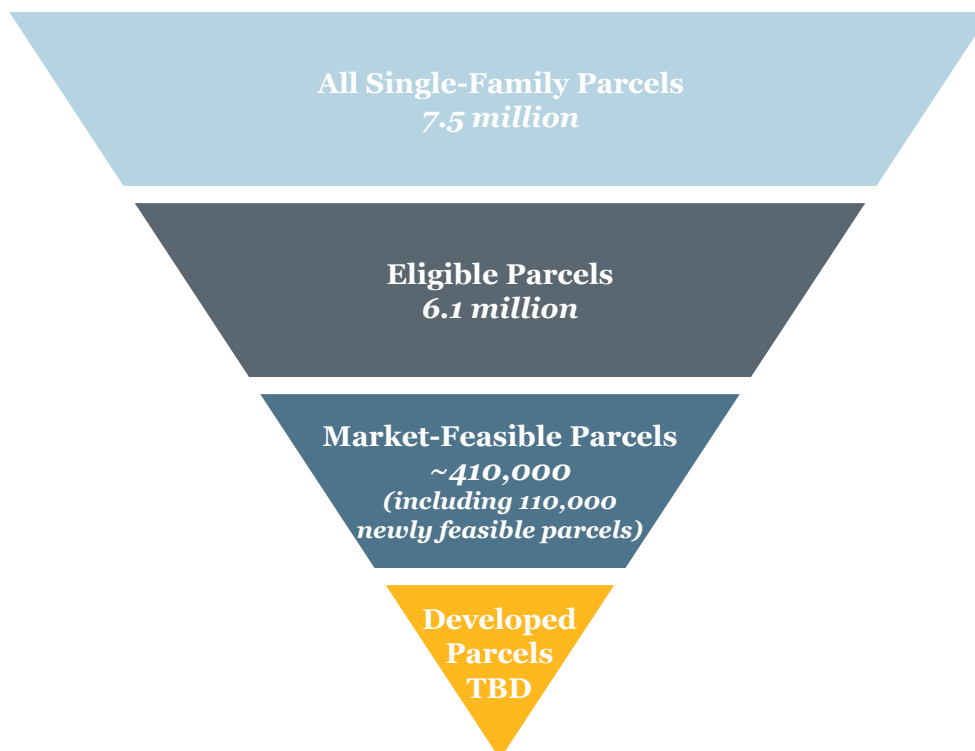 All Single-Family Parcels
7.5 million
Eligible Parcels
6.1 million
Market-Feasible Parcels
~410,000
(including 110,000
newly feasible parcels)
Developed
Parcels
TBD